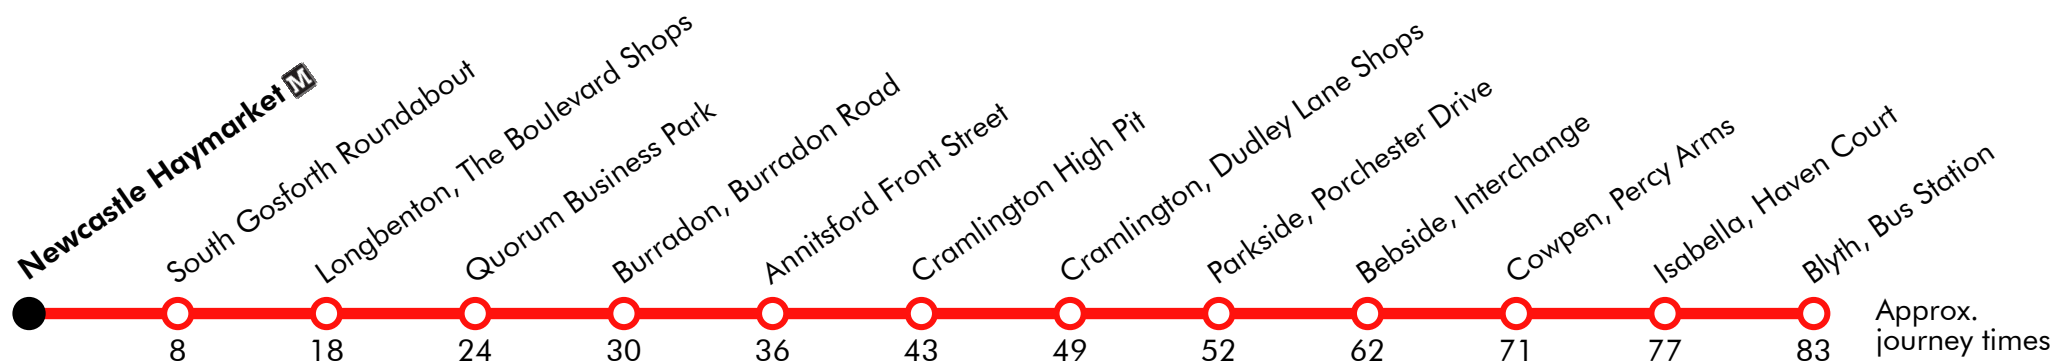 Newcastle Haymarket M
South Gosforth Roundabout
Longbenton, The Boulevard Shops
Quorum Business Park
Burradon, Burradon Road
Annitsford Front Street
Cramlington High Pit
Cramlington, Dudley Lane Shops
Parkside, Porchester Drive
Bebside, Interchange
Cowpen, Percy Arms
Isabella, Haven Court
Blyth, Bus Station
8 18 24 30 36 43 49 52 62 71 77 83
Approx.
journey times